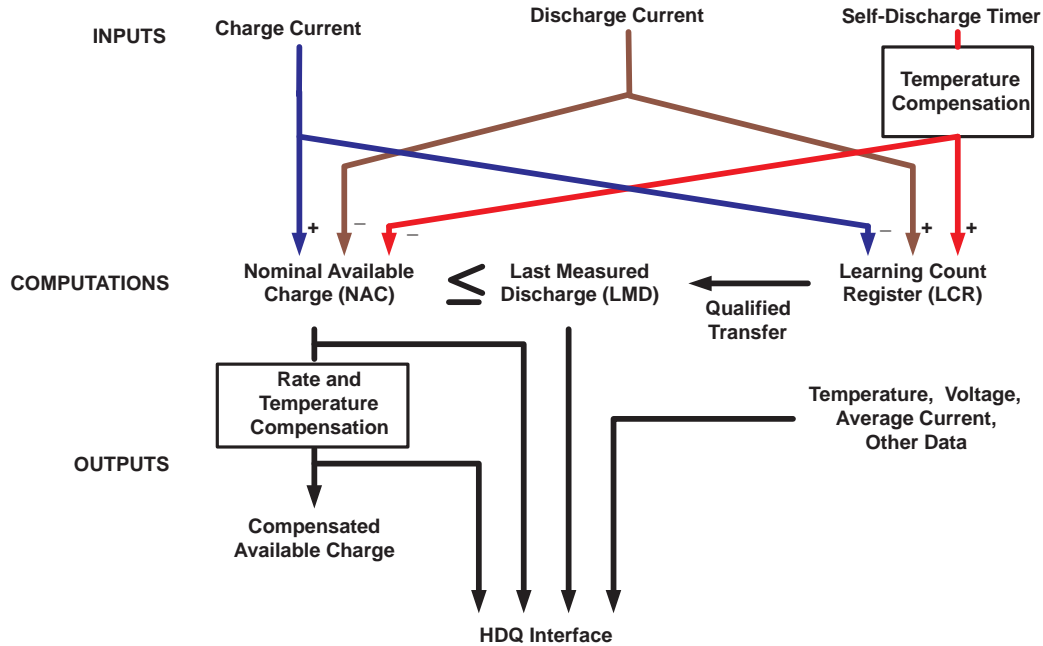 INPUTS
Charge Current
Discharge Current
Self-Discharge Timer
Temperature
Compensation
+
–
–
–
+
+
COMPUTATIONS
Nominal Available
Charge (NAC)
≤
Last Measured
Discharge (LMD)
Qualified
Transfer
Learning Count
Register (LCR)
Rate and
Temperature
Compensation
Temperature, Voltage,
Average Current,
Other Data
OUTPUTS
Compensated
Available Charge
HDQ Interface